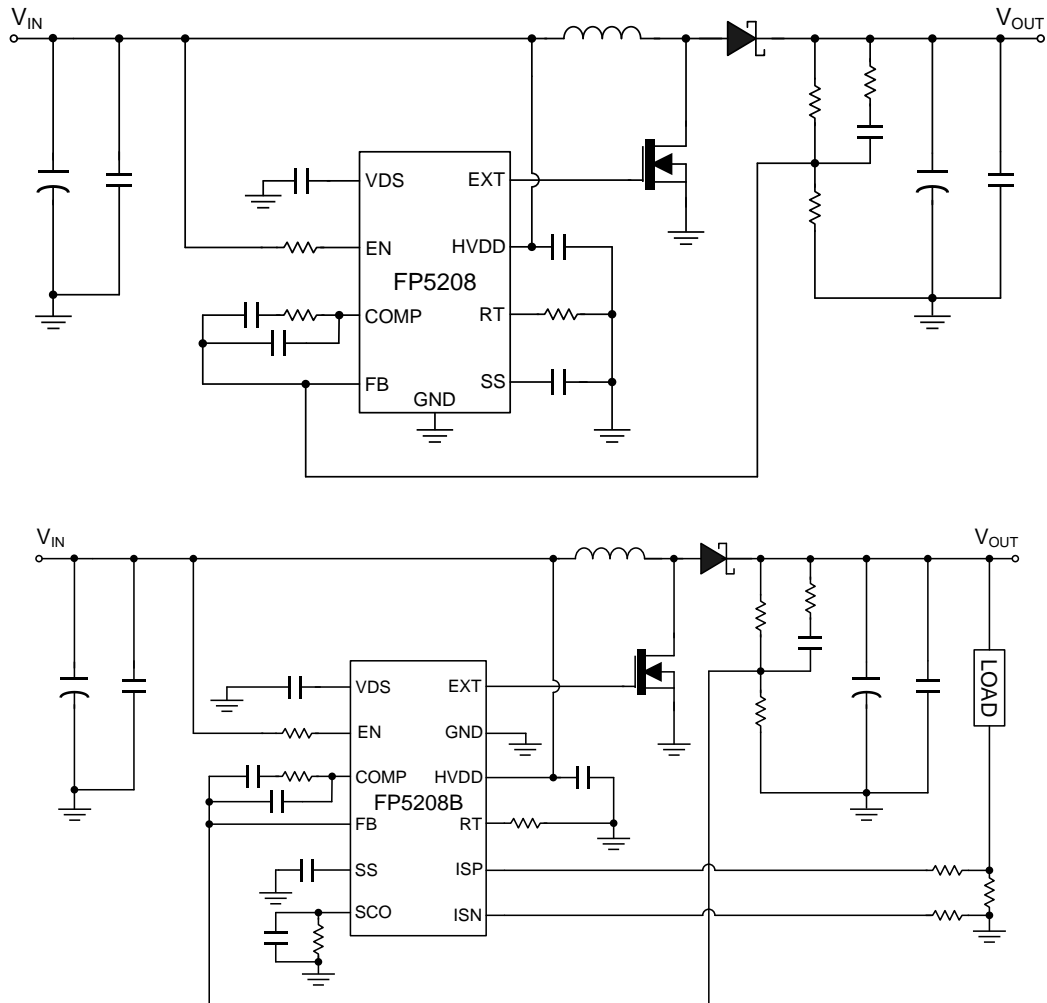 VIN
VOUT
VDS
EXT
EN
HVDD
FP5208
COMP
RT
FB
SS
GND
VIN
VOUT
VDS
EXT
EN
GND
COMP
HVDD
FP5208B
FB
RT
SS
ISP
SCO
ISN
LOAD